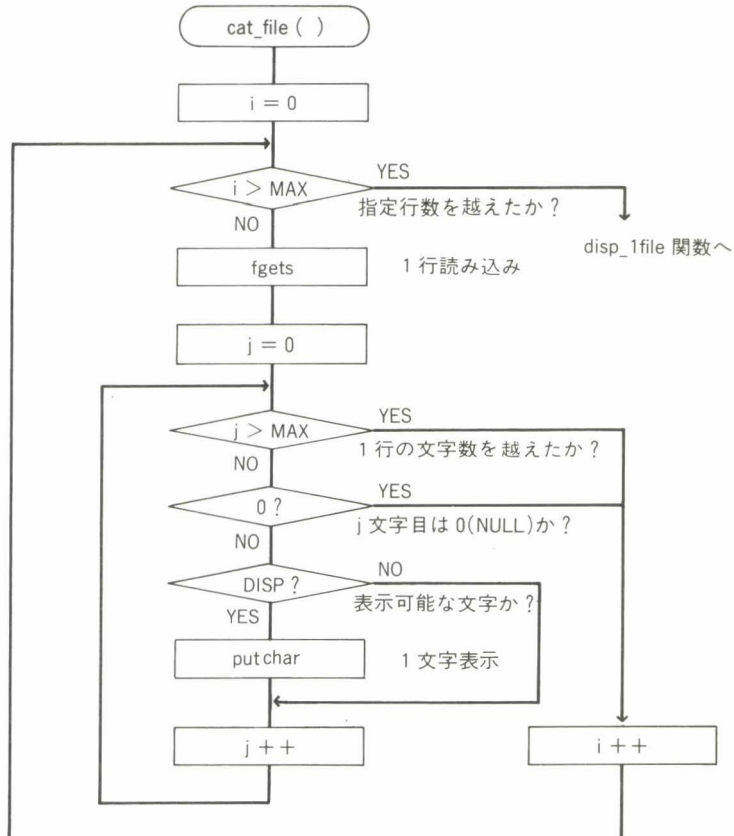 cat_file ( )
i = 0
i > MAX
YES
指定行数を越えたか？
NO
disp_1file 関数へ
fgets
1 行読み込み
j = 0
j > MAX
YES
1 行の文字数を越えたか？
NO
0 ?
YES
j 文字目は 0(NULL)か？
NO
DISP ?
NO
表示可能な文字か？
YES
putchar
1 文字表示
j + +
i + +